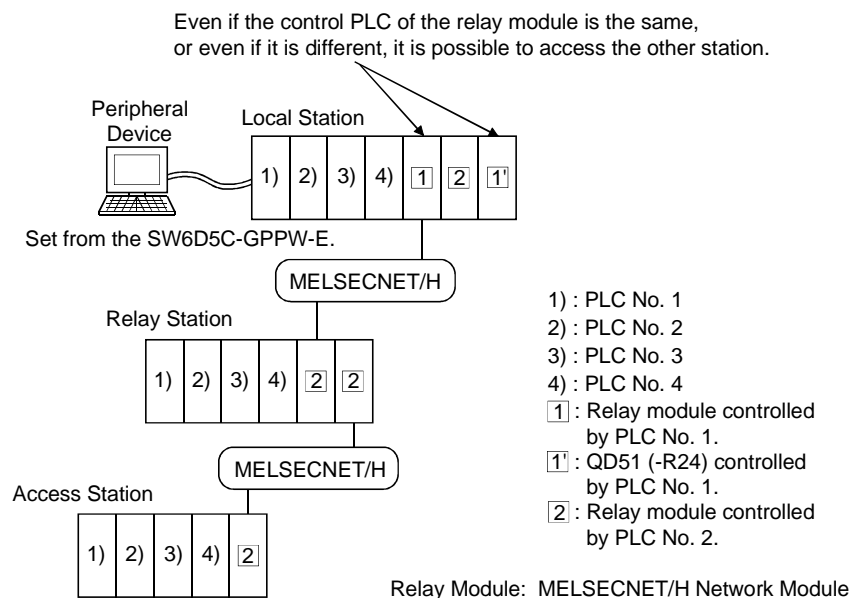 Even if the control PLC of the relay module is the same,
or even if it is different, it is possible to access the other station.
Peripheral
Device
Local Station
1) 2) 3) 4) 1 2 1'
Set from the SW6D5C-GPPW-E.
MELSECNET/H
Relay Station
1) 2) 3) 4) 2 2
MELSECNET/H
Access Station
1) 2) 3) 4) 2
1) : PLC No. 1
2) : PLC No. 2
3) : PLC No. 3
4) : PLC No. 4
1 : Relay module controlled
by PLC No. 1.
1' : QD51 (-R24) controlled
by PLC No. 1.
2 : Relay module controlled
by PLC No. 2.
Relay Module: MELSECNET/H Network Module